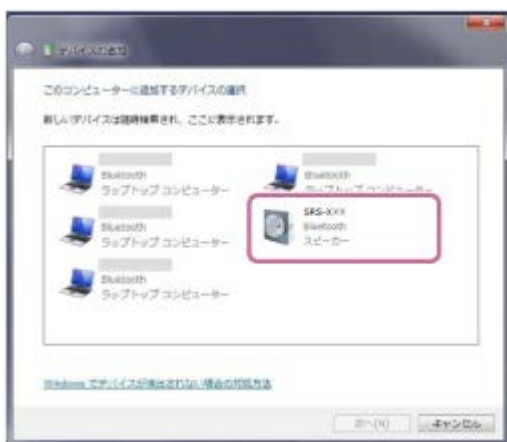 デバイスの追加
このコンピューターに追加するデバイスの選択
新しいデバイスは随時検索され、ここに表示されます。
Bluetooth
ラップトップ コンピューター
Bluetooth
ラップトップ コンピューター
Bluetooth
ラップトップ コンピューター
SRS-XXX
Bluetooth
スピーカー
Bluetooth
ラップトップ コンピューター
Windows でデバイスが検出されない場合の対処方法
次へ(N)
キャンセル